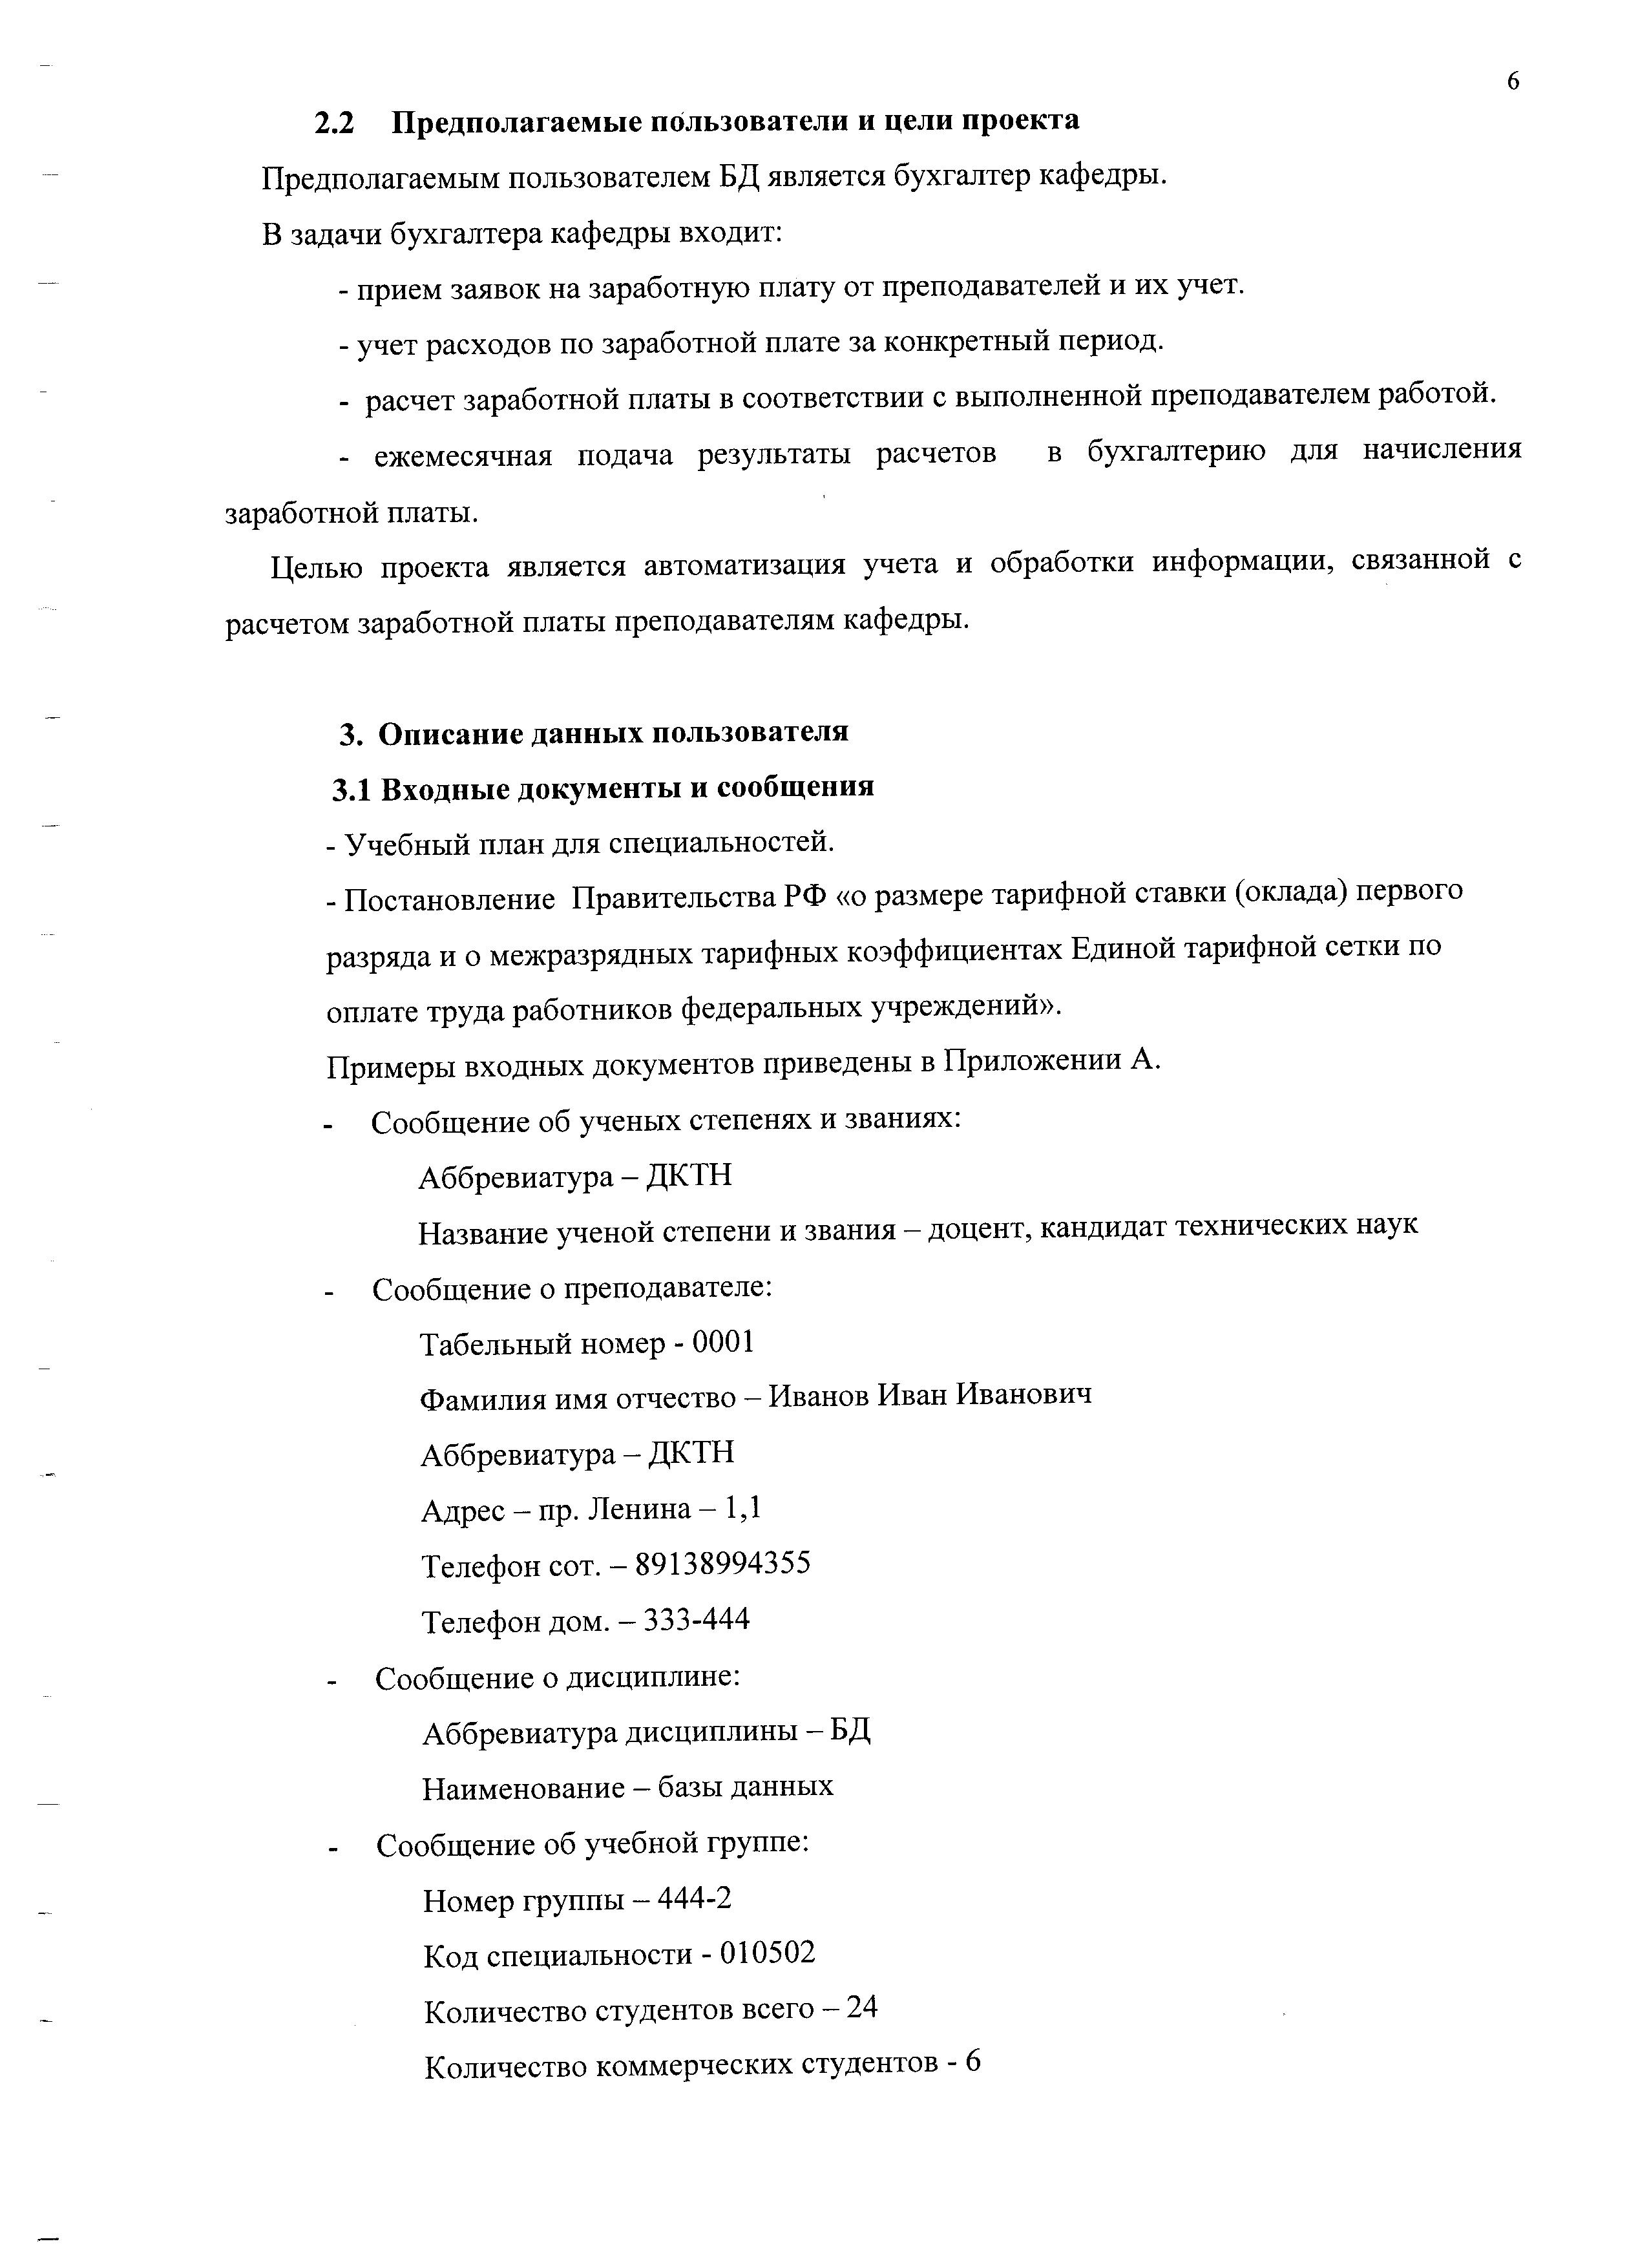 6
2.2 Предполагаемые пользователи и цели проекта
Предполагаемым пользователем БД является бухгалтер кафедры.
В задачи бухгалтера кафедры входит:
- прием заявок на заработную плату от преподавателей и их учет.
- учет расходов по заработной плате за конкретный период.
- расчет заработной платы в соответствии с выполненной преподавателем работой.
- ежемесячная подача результаты расчетов в бухгалтерию для начисления
заработной платы.
Целью проекта является автоматизация учета и обработки информации, связанной с
расчетом заработной платы преподавателям кафедры.
3. Описание данных пользователя
3.1 Входные документы и сообщения
- Учебный план для специальностей.
- Постановление Правительства РФ «о размере тарифной ставки (оклада) первого
разряда и о межразрядных тарифных коэффициентах Единой тарифной сетки по
оплате труда работников федеральных учреждений».
Примеры входных документов приведены в Приложении А.
- Сообщение об ученых степенях и званиях:
Аббревиатура – ДКТН
Название ученой степени и звания – доцент, кандидат технических наук
- Сообщение о преподавателе:
Табельный номер - 0001
Фамилия имя отчество – Иванов Иван Иванович
Аббревиатура – ДКТН
Адрес – пр. Ленина – 1,1
Телефон сот. – 89138994355
Телефон дом. – 333-444
- Сообщение о дисциплине:
Аббревиатура дисциплины – БД
Наименование – базы данных
- Сообщение об учебной группе:
Номер группы – 444-2
Код специальности - 010502
Количество студентов всего – 24
Количество коммерческих студентов - 6